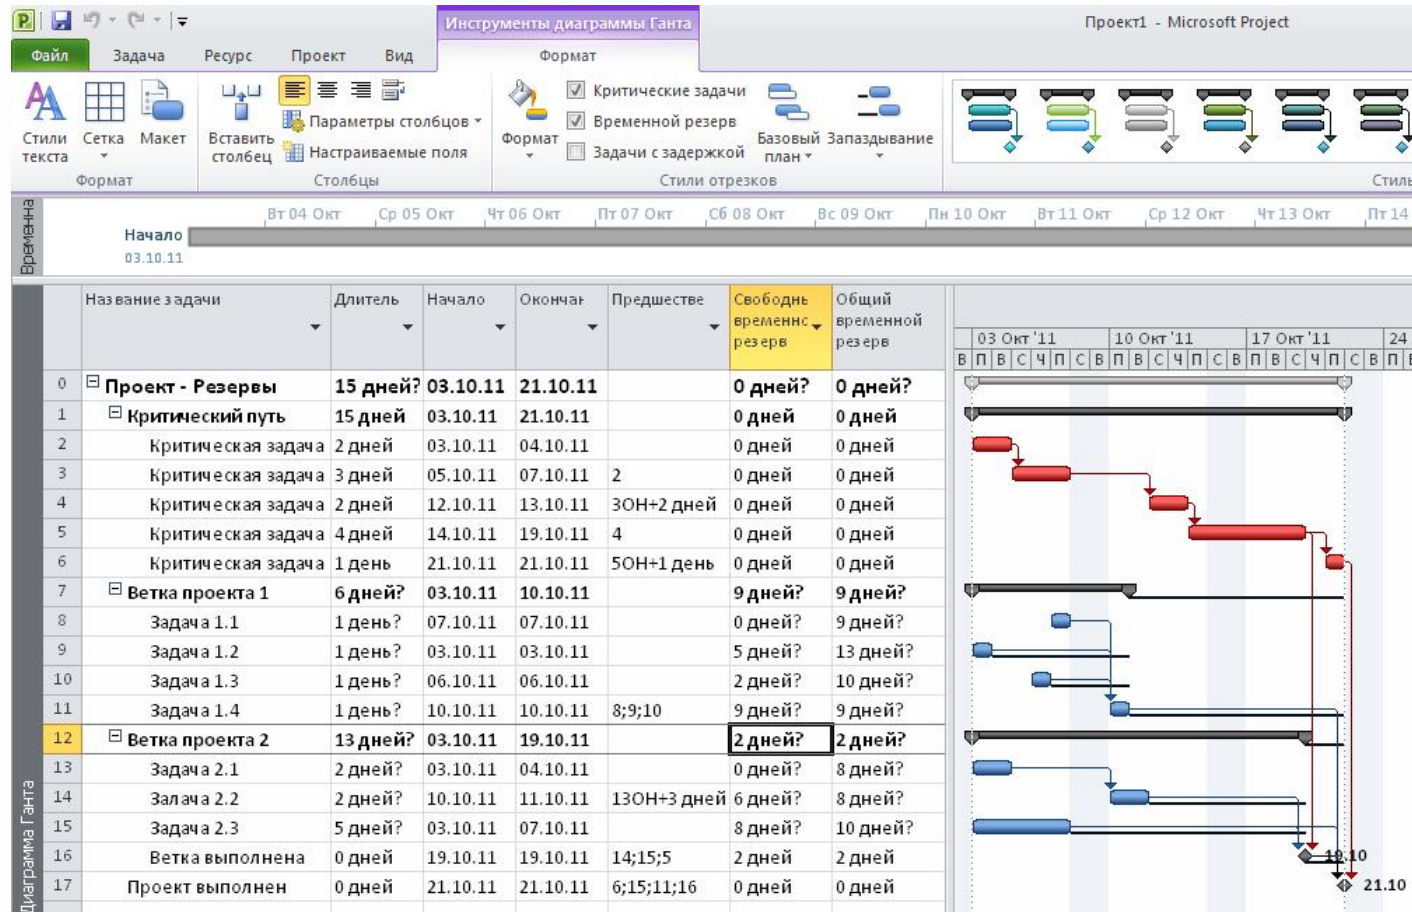 Инструменты диаграммы Ганта
Проект1 - Microsoft Project
Файл Задача Ресурс Проект Вид Формат
Стили текста
Сетка
Макет
Вставить столбец
Параметры столбцов
Настраиваемые поля
Формат
Критические задачи
Временной резерв
Задачи с задержкой
Базовый план
Запаздывание
Формат Столбцы Стили отрезков Стиль
Временна
Вт 04 Окт Ср 05 Окт Чт 06 Окт Пт 07 Окт Сб 08 Окт Вс 09 Окт Пн 10 Окт Вт 11 Окт Ср 12 Окт Чт 13 Окт Пт 14
Начало
03.10.11
Название задачи Длитель Начало Окончан Предшестве Свободнь временнс резерв Общий временной резерв
03 Окт '11 10 Окт '11 17 Окт '11 24
В П В С Ч П С В П В С Ч П С В П В С Ч П С В П В
0 Проект - Резервы 15 дней? 03.10.11 21.10.11 0 дней? 0 дней?
1 Критический путь 15 дней 03.10.11 21.10.11 0 дней 0 дней
2 Критическая задача 2 дней 03.10.11 04.10.11 0 дней 0 дней
3 Критическая задача 3 дней 05.10.11 07.10.11 2 0 дней 0 дней
4 Критическая задача 2 дней 12.10.11 13.10.11 3ОН+2 дней 0 дней 0 дней
5 Критическая задача 4 дней 14.10.11 19.10.11 4 0 дней 0 дней
6 Критическая задача 1 день 21.10.11 21.10.11 5ОН+1 день 0 дней 0 дней
7 Ветка проекта 1 6 дней? 03.10.11 10.10.11 9 дней? 9 дней?
8 Задача 1.1 1 день? 07.10.11 07.10.11 0 дней? 9 дней?
9 Задача 1.2 1 день? 03.10.11 03.10.11 5 дней? 13 дней?
10 Задача 1.3 1 день? 06.10.11 06.10.11 2 дней? 10 дней?
11 Задача 1.4 1 день? 10.10.11 10.10.11 8;9;10 9 дней? 9 дней?
12 Ветка проекта 2 13 дней? 03.10.11 19.10.11 2 дней? 2 дней?
13 Задача 2.1 2 дней? 03.10.11 04.10.11 0 дней? 8 дней?
14 Залача 2.2 2 дней? 10.10.11 11.10.11 13ОН+3 дней 6 дней? 8 дней?
15 Задача 2.3 5 дней? 03.10.11 07.10.11 8 дней? 10 дней?
16 Ветка выполнена 0 дней 19.10.11 19.10.11 14;15;5 2 дней 2 дней 19.10
17 Проект выполнен 0 дней 21.10.11 21.10.11 6;15;11;16 0 дней 0 дней 21.10
Диаграмма Ганта